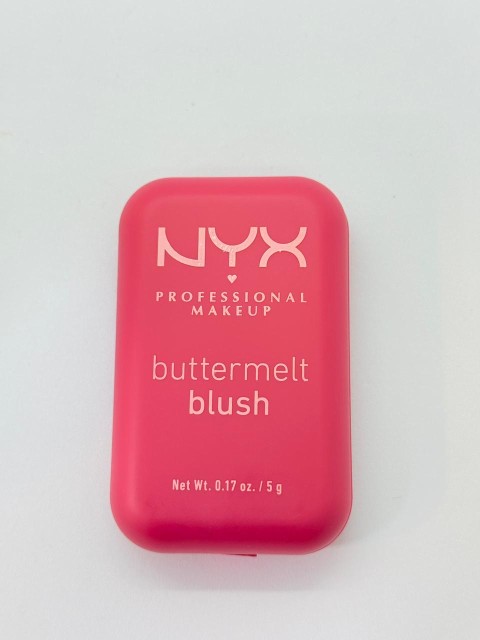 NYX
PROFESSIONAL
MAKEUP
buttermelt
blush
Net Wt. 0.17 oz. / 5 g